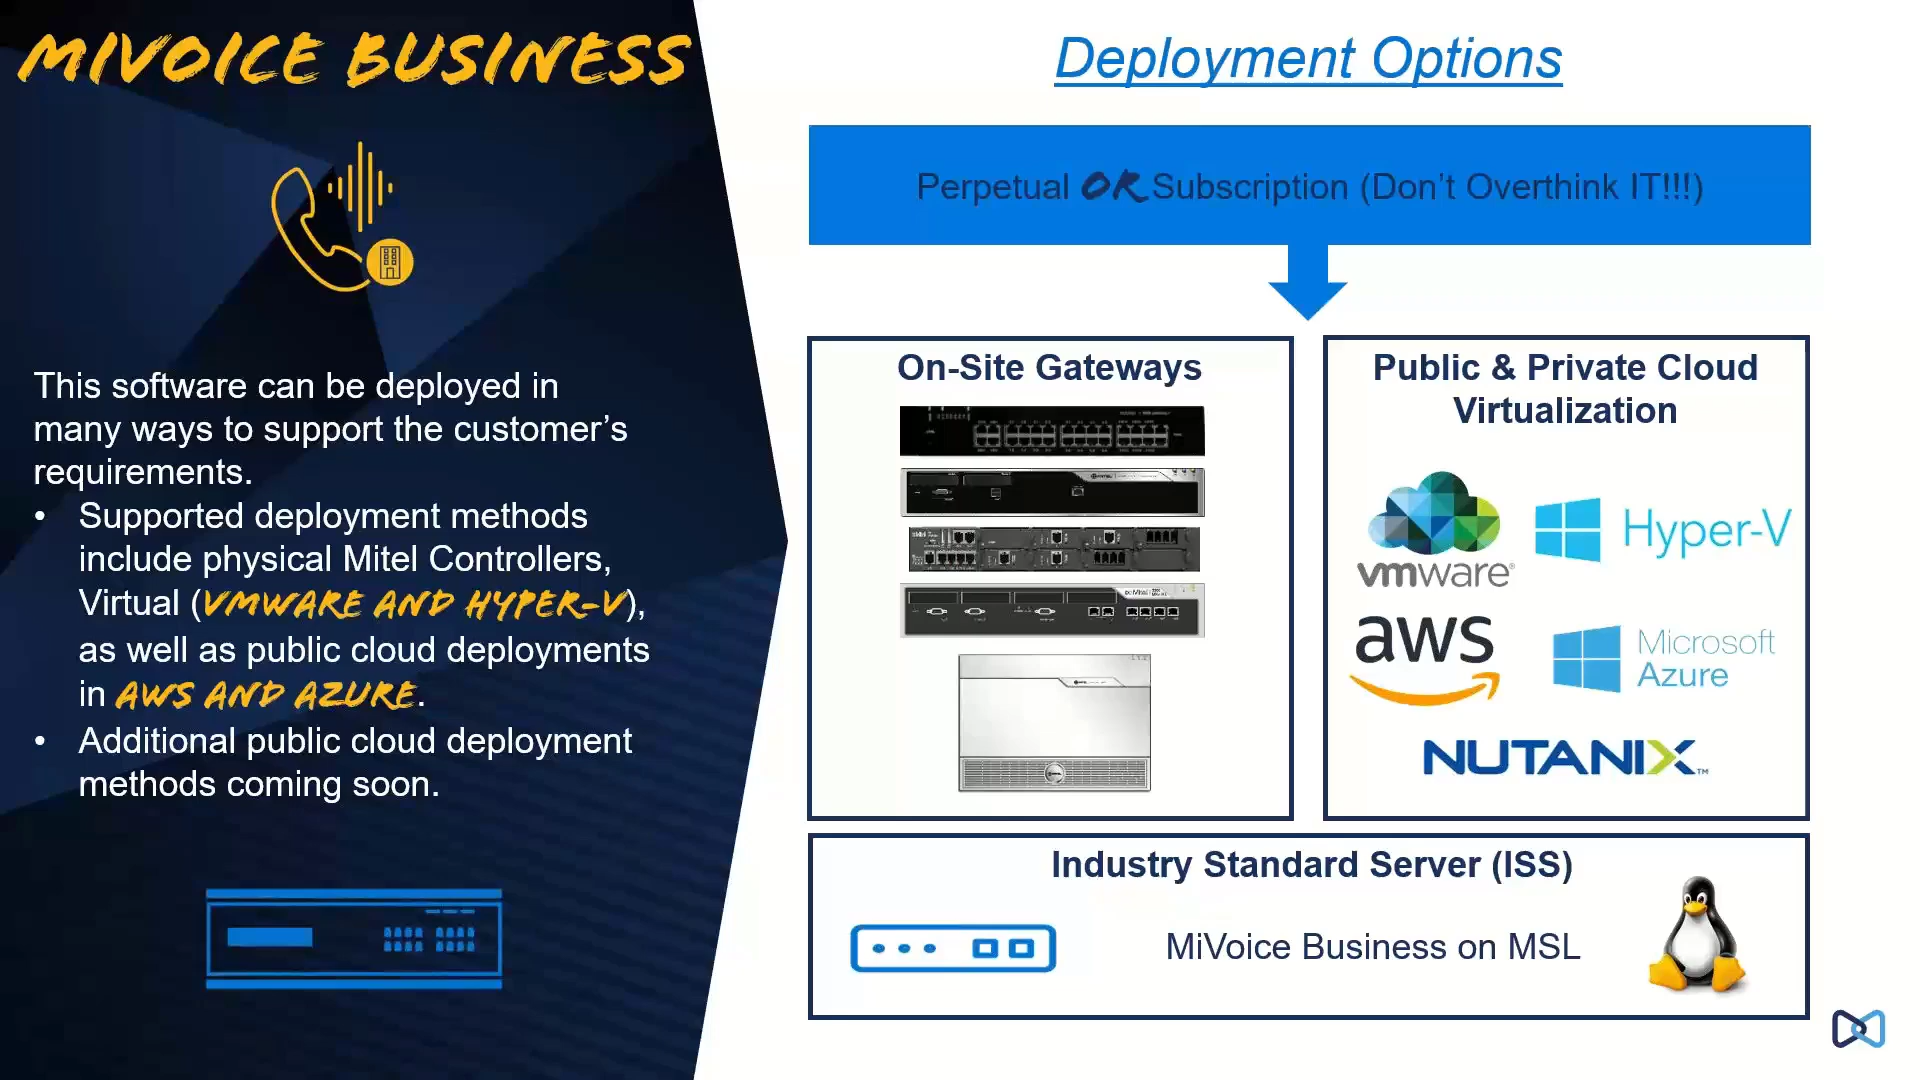 MIVOICE BUSINESS
This software can be deployed in
many ways to support the customer’s
requirements.
• Supported deployment methods
include physical Mitel Controllers,
Virtual (VMWARE AND HYPER-V),
as well as public cloud deployments
in AWS AND AZURE.
• Additional public cloud deployment
methods coming soon.
Deployment Options
Perpetual OR Subscription (Don’t Overthink IT!!!)
On-Site Gateways
Public & Private Cloud
Virtualization
vmware®
Hyper-V
aws
Microsoft
Azure
NUTANIX™
Industry Standard Server (ISS)
MiVoice Business on MSL